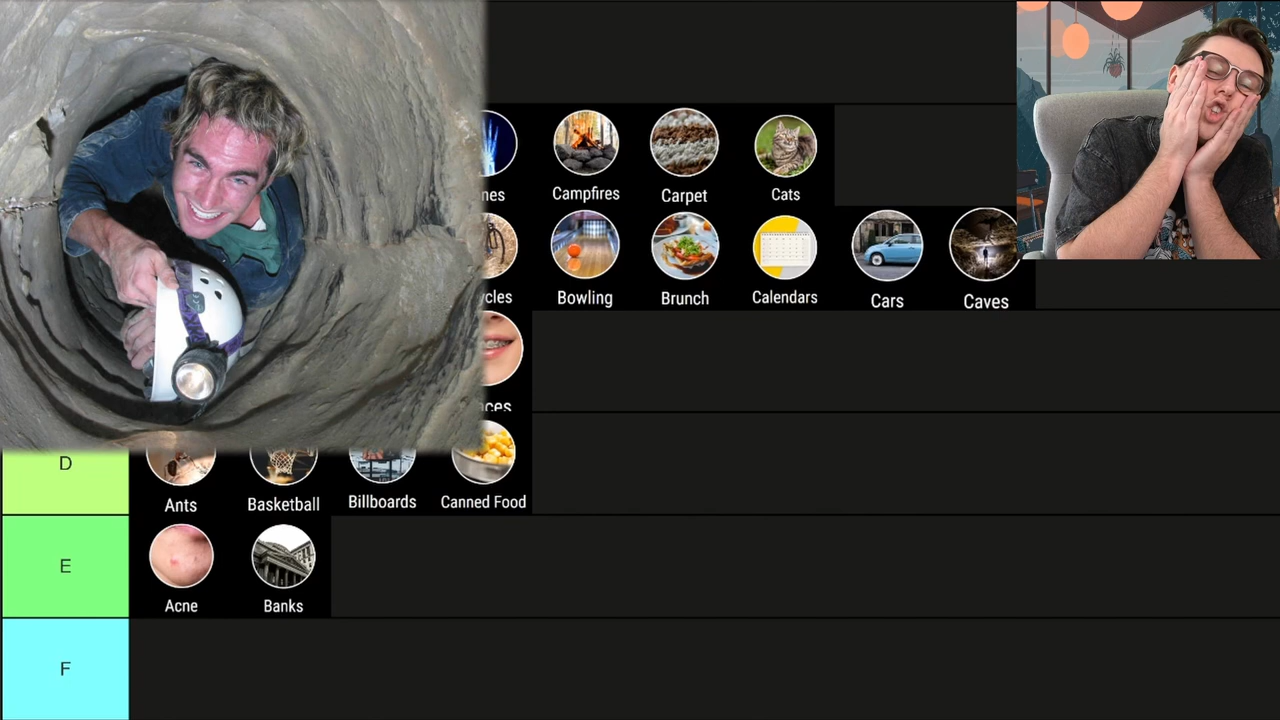 Campfires
Carpet
Cats
Bowling
Brunch
Calendars
Cars
Caves
D
Ants
Basketball
Billboards
Canned Food
E
Acne
Banks
F